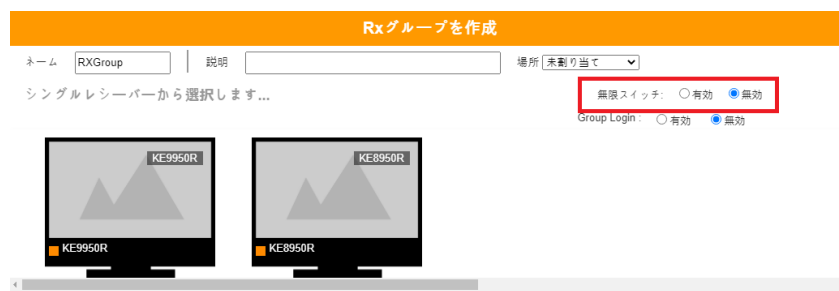 Rxグループを作成
ネーム RXGroup 説明 場所 未割り当て
シングルレシーバーから選択します...
無限スイッチ: 有効 無効
Group Login : 有効 無効
KE9950R KE8950R
KE9950R KE8950R